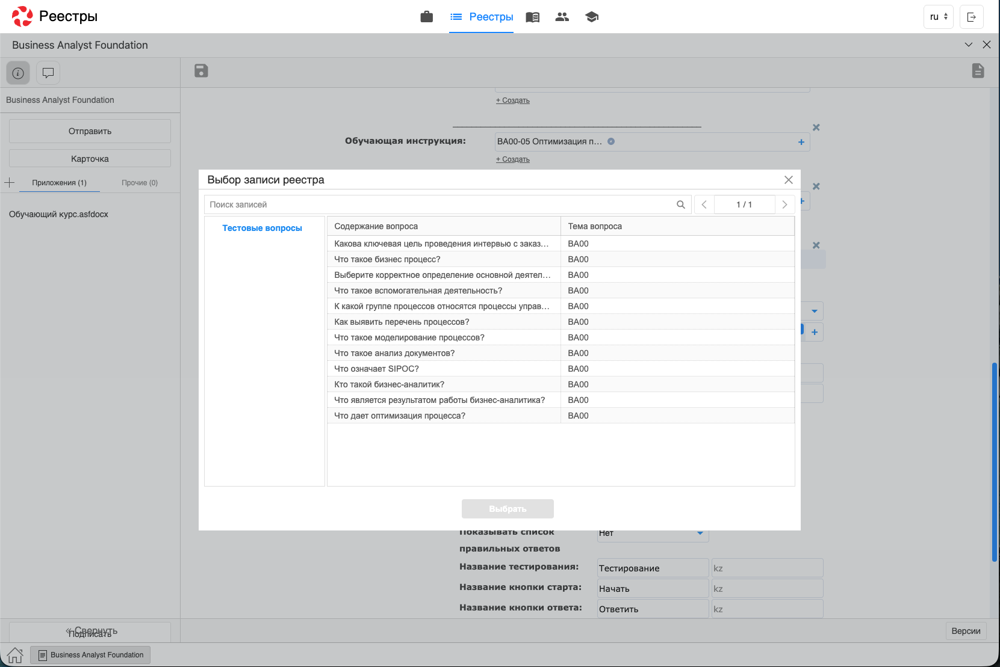 Реестры
Реестры
ru
Business Analyst Foundation
Business Analyst Foundation
+ Создать
Отправить
Обучающая инструкция:
BA00-05 Оптимизация п...
Карточка
+ Создать
Приложения (1)
Прочие (0)
Обучающий курс.asfdocx
Выбор записи реестра
Поиск записей
1 / 1
Тестовые вопросы
Содержание вопроса
Тема вопроса
Какова ключевая цель проведения интервью с заказ...
BA00
Что такое бизнес процесс?
BA00
Выберите корректное определение основной деятел...
BA00
Что такое вспомогательная деятельность?
BA00
К какой группе процессов относятся процессы управ...
BA00
Как выявить перечень процессов?
BA00
Что такое моделирование процессов?
BA00
Что такое анализ документов?
BA00
Что означает SIPOC?
BA00
Кто такой бизнес-аналитик?
BA00
Что является результатом работы бизнес-аналитика?
BA00
Что дает оптимизация процесса?
BA00
Выбрать
Показывать список
правильных ответов
Нет
Название тестирования:
Тестирование
kz
Название кнопки старта:
Начать
kz
Название кнопки ответа:
Ответить
kz
« Свернуть
Подписать
Версии
Business Analyst Foundation